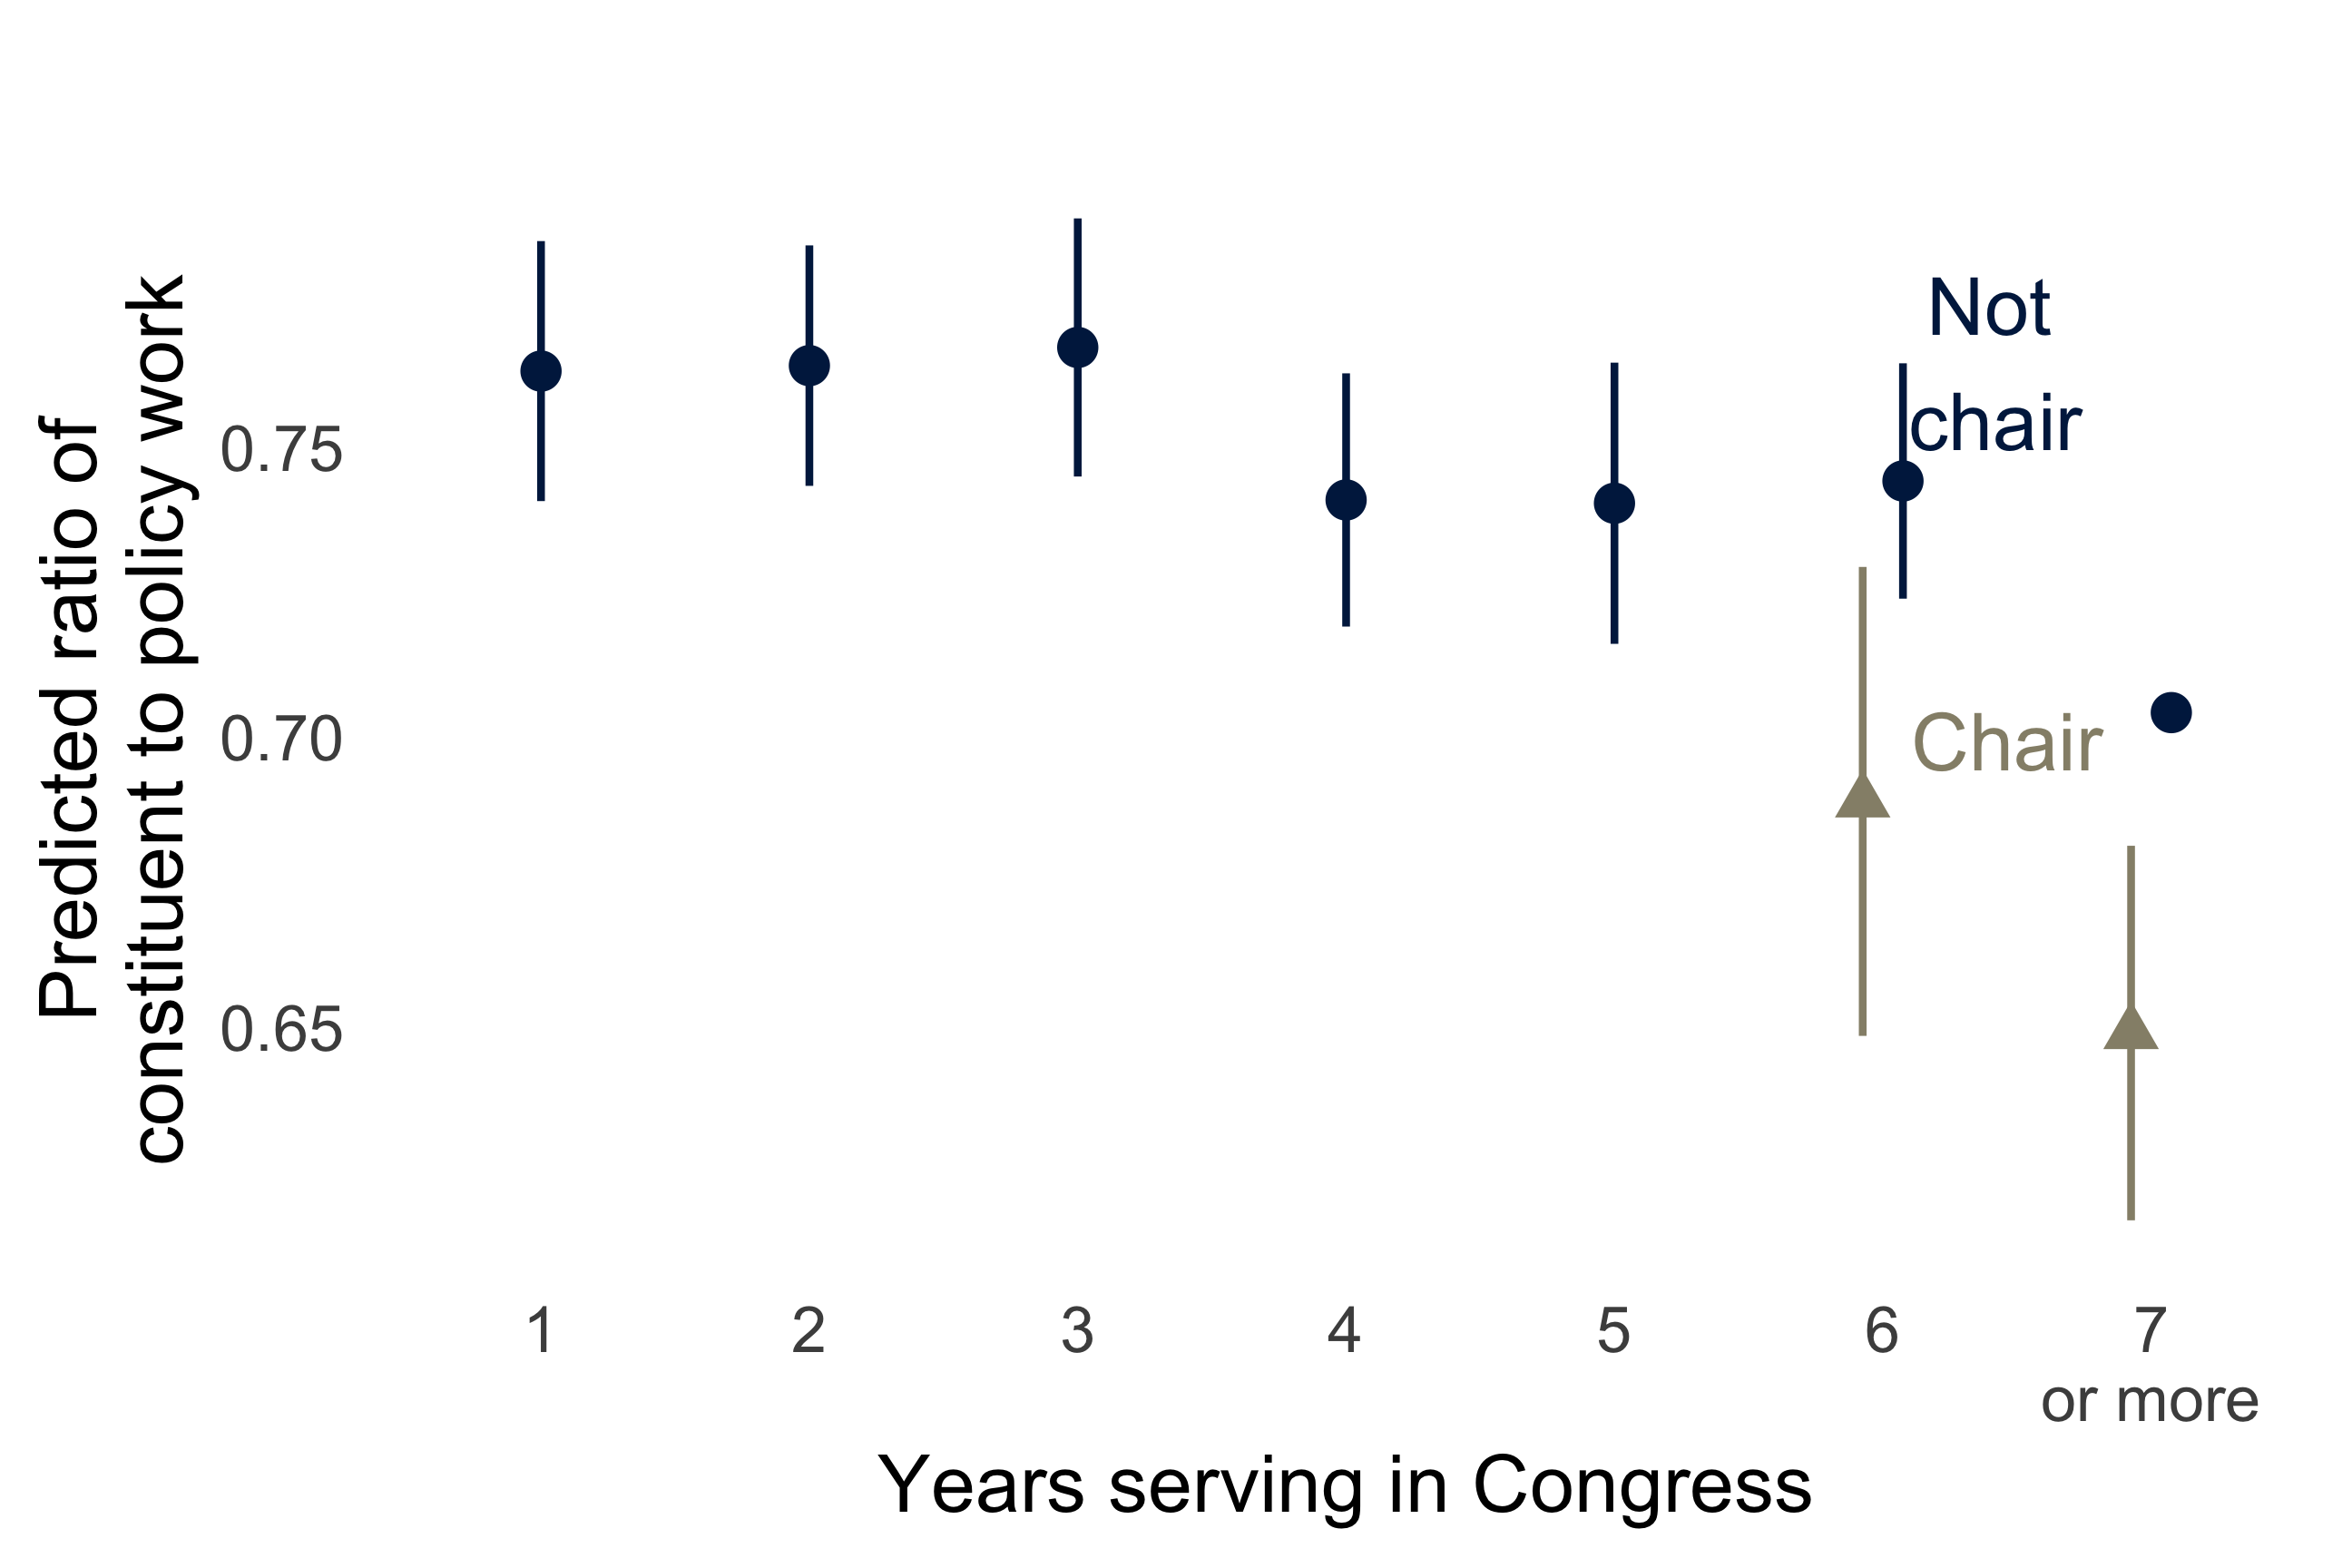 Predicted ratio of
constituent to policy work
0.75
0.70
0.65
Not
chair
Chair
1
2
3
4
5
6
7
or more
Years serving in Congress